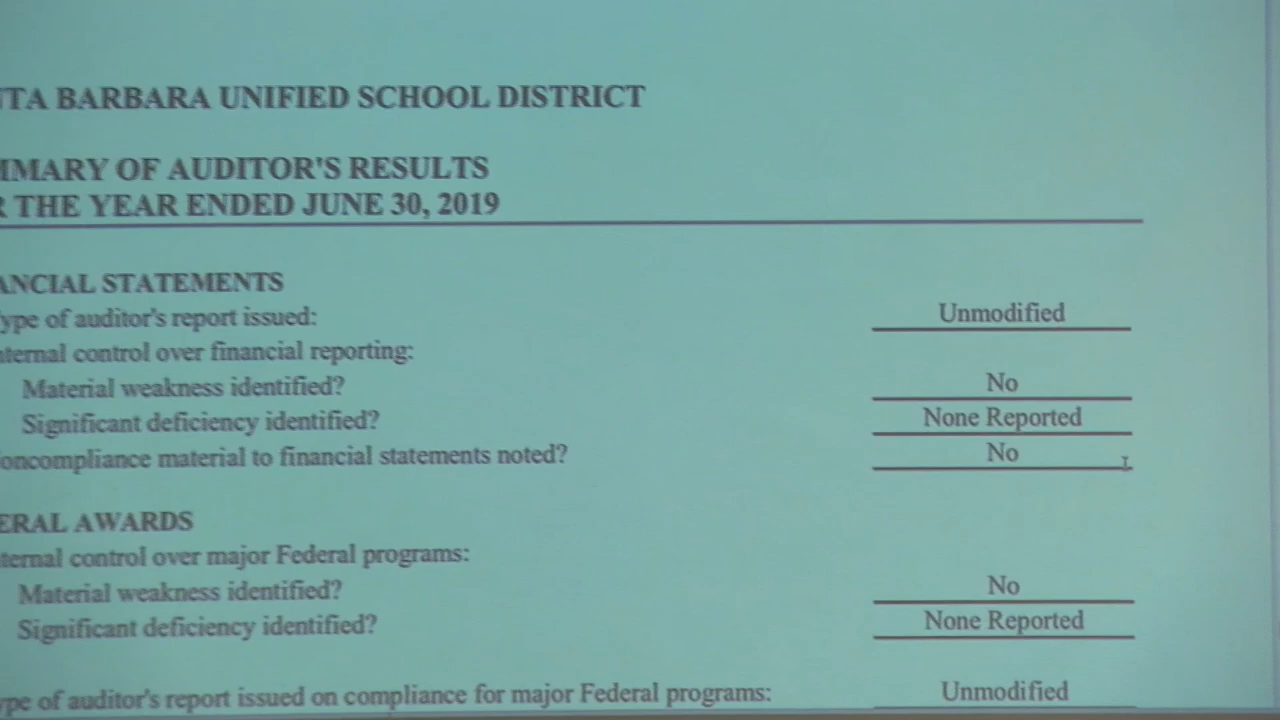 NTA BARBARA UNIFIED SCHOOL DISTRICT
MMARY OF AUDITOR'S RESULTS
R THE YEAR ENDED JUNE 30, 2019
ANCIAL STATEMENTS
ype of auditor's report issued: Unmodified
nternal control over financial reporting:
Material weakness identified? No
Significant deficiency identified? None Reported
oncompliance material to financial statements noted? No
ERAL AWARDS
ternal control over major Federal programs:
Material weakness identified? No
Significant deficiency identified? None Reported
ype of auditor's report issued on compliance for major Federal programs: Unmodified